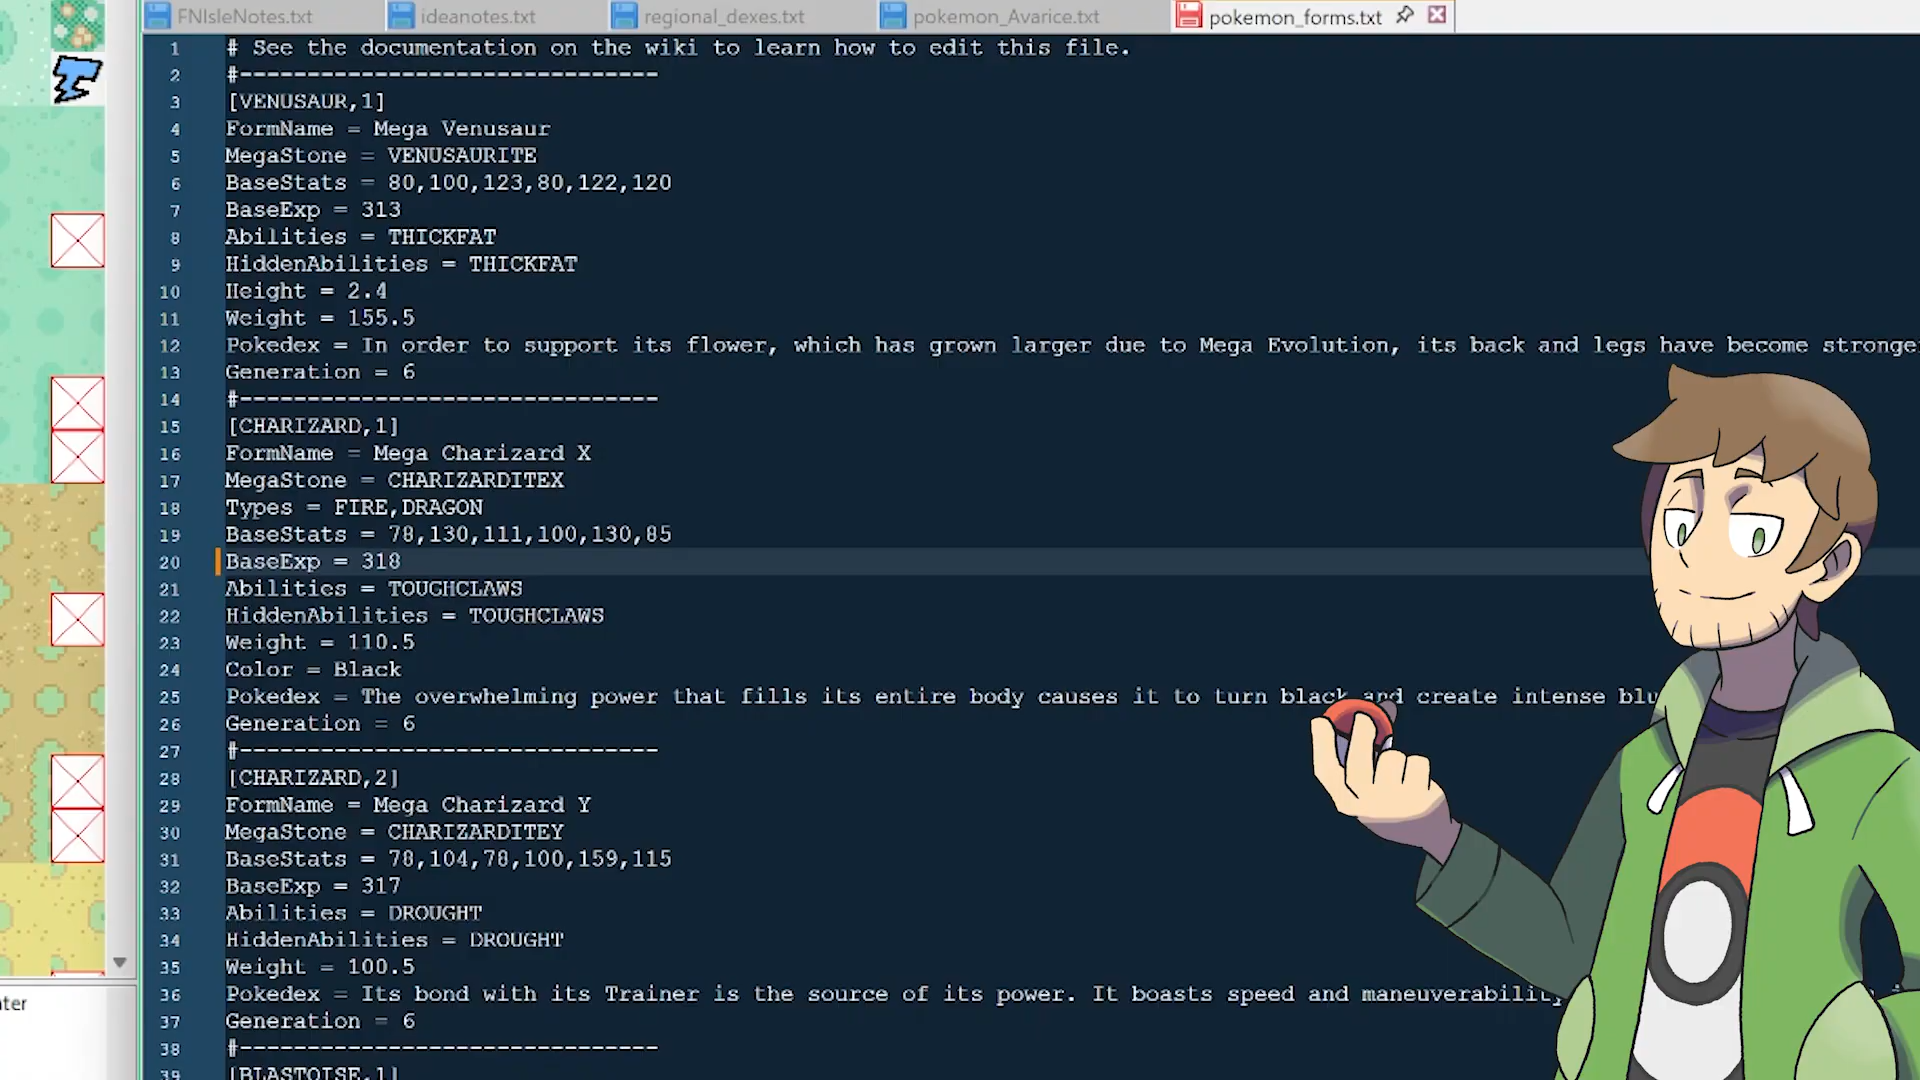 FNIsleNotes.txt ideanotes.txt regional_dexes.txt pokemon_Avarice.txt pokemon_forms.txt
1 # See the documentation on the wiki to learn how to edit this file.
2 #-------------------------------
3 [VENUSAUR,1]
4 FormName = Mega Venusaur
5 MegaStone = VENUSAURITE
6 BaseStats = 80,100,123,80,122,120
7 BaseExp = 313
8 Abilities = THICKFAT
9 HiddenAbilities = THICKFAT
10 Height = 2.4
11 Weight = 155.5
12 Pokedex = In order to support its flower, which has grown larger due to Mega Evolution, its back and legs have become stronge
13 Generation = 6
14 #-------------------------------
15 [CHARIZARD,1]
16 FormName = Mega Charizard X
17 MegaStone = CHARIZARDITEX
18 Types = FIRE,DRAGON
19 BaseStats = 78,130,111,100,130,85
20 BaseExp = 318
21 Abilities = TOUGHCLAWS
22 HiddenAbilities = TOUGHCLAWS
23 Weight = 110.5
24 Color = Black
25 Pokedex = The overwhelming power that fills its entire body causes it to turn black and create intense blu
26 Generation = 6
27 #-------------------------------
28 [CHARIZARD,2]
29 FormName = Mega Charizard Y
30 MegaStone = CHARIZARDITEY
31 BaseStats = 78,104,78,100,159,115
32 BaseExp = 317
33 Abilities = DROUGHT
34 HiddenAbilities = DROUGHT
35 Weight = 100.5
36 Pokedex = Its bond with its Trainer is the source of its power. It boasts speed and maneuverability
37 Generation = 6
38 #-------------------------------
39 [BLASTOISE,1]
ater